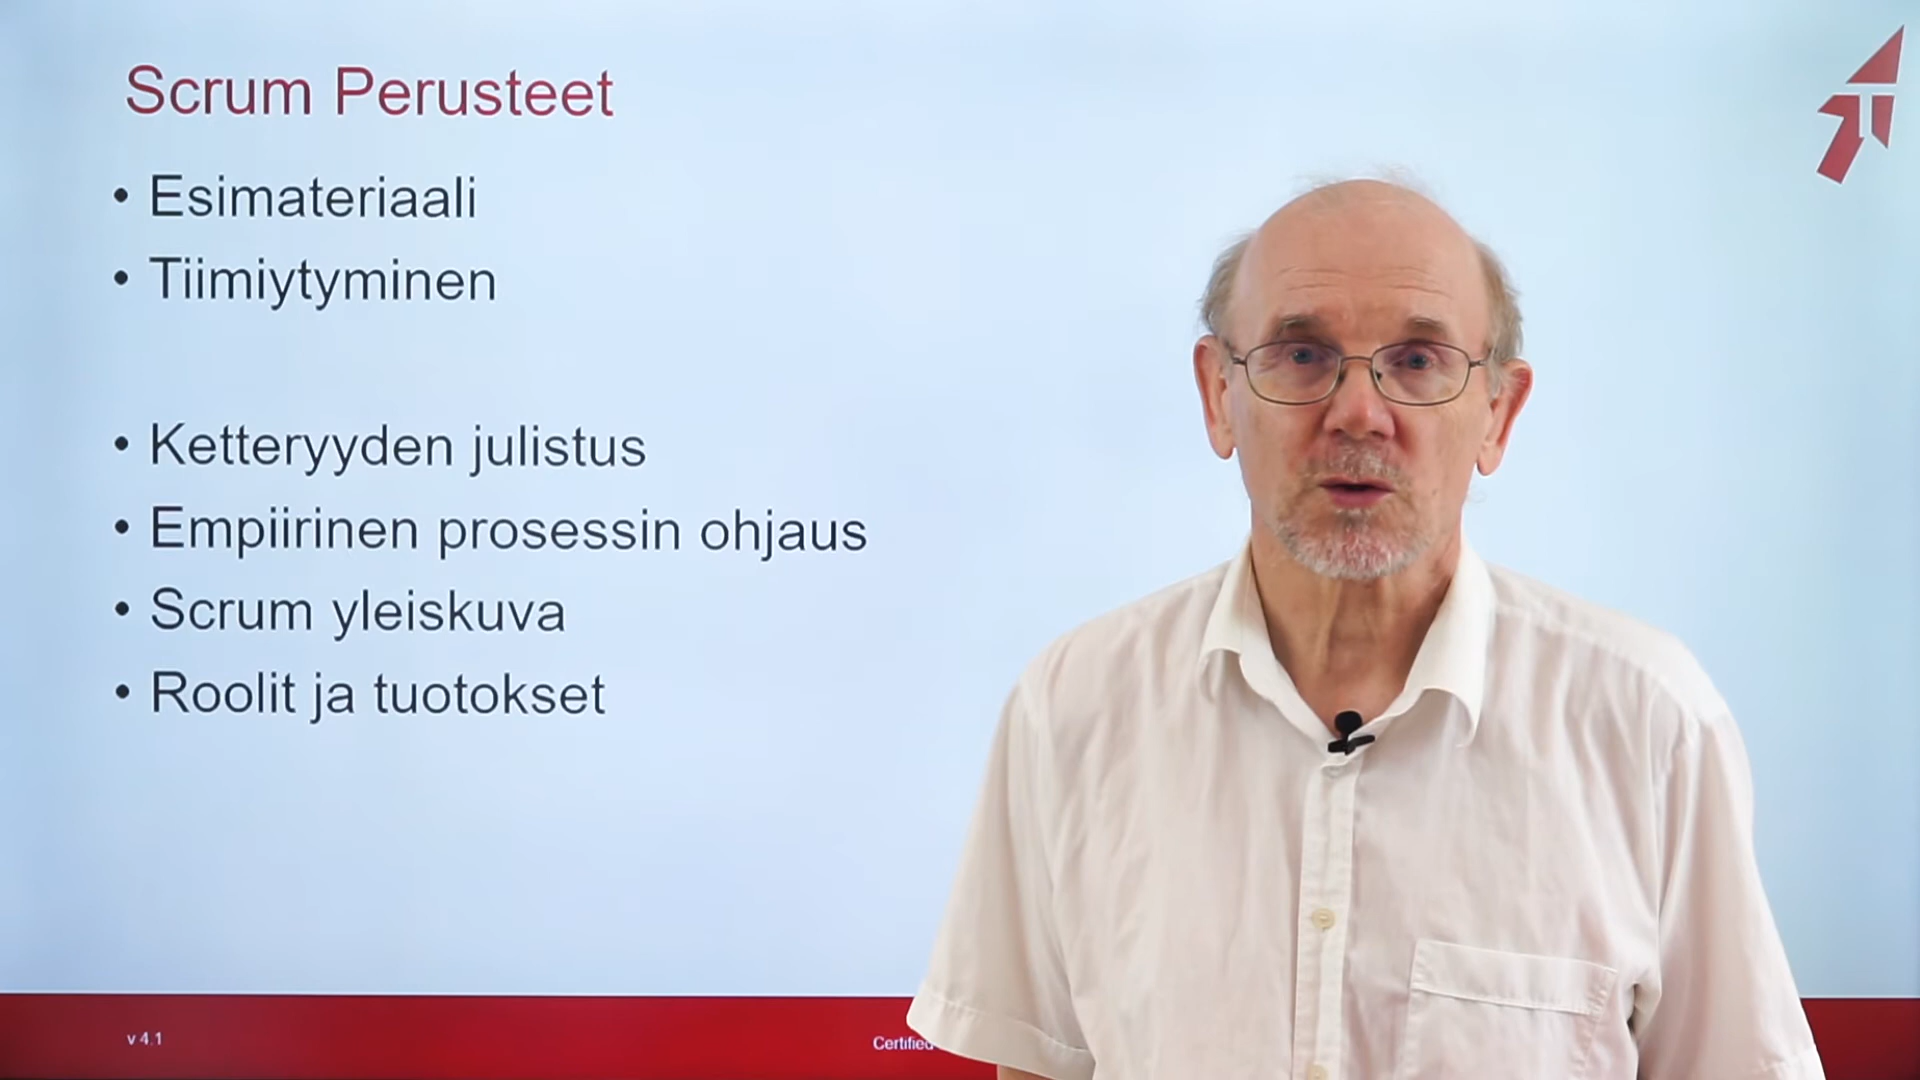 Scrum Perusteet
• Esimateriaali
• Tiimiytyminen
• Ketteryyden julistus
• Empiirinen prosessin ohjaus
• Scrum yleiskuva
• Roolit ja tuotokset
v 4.1
Certified